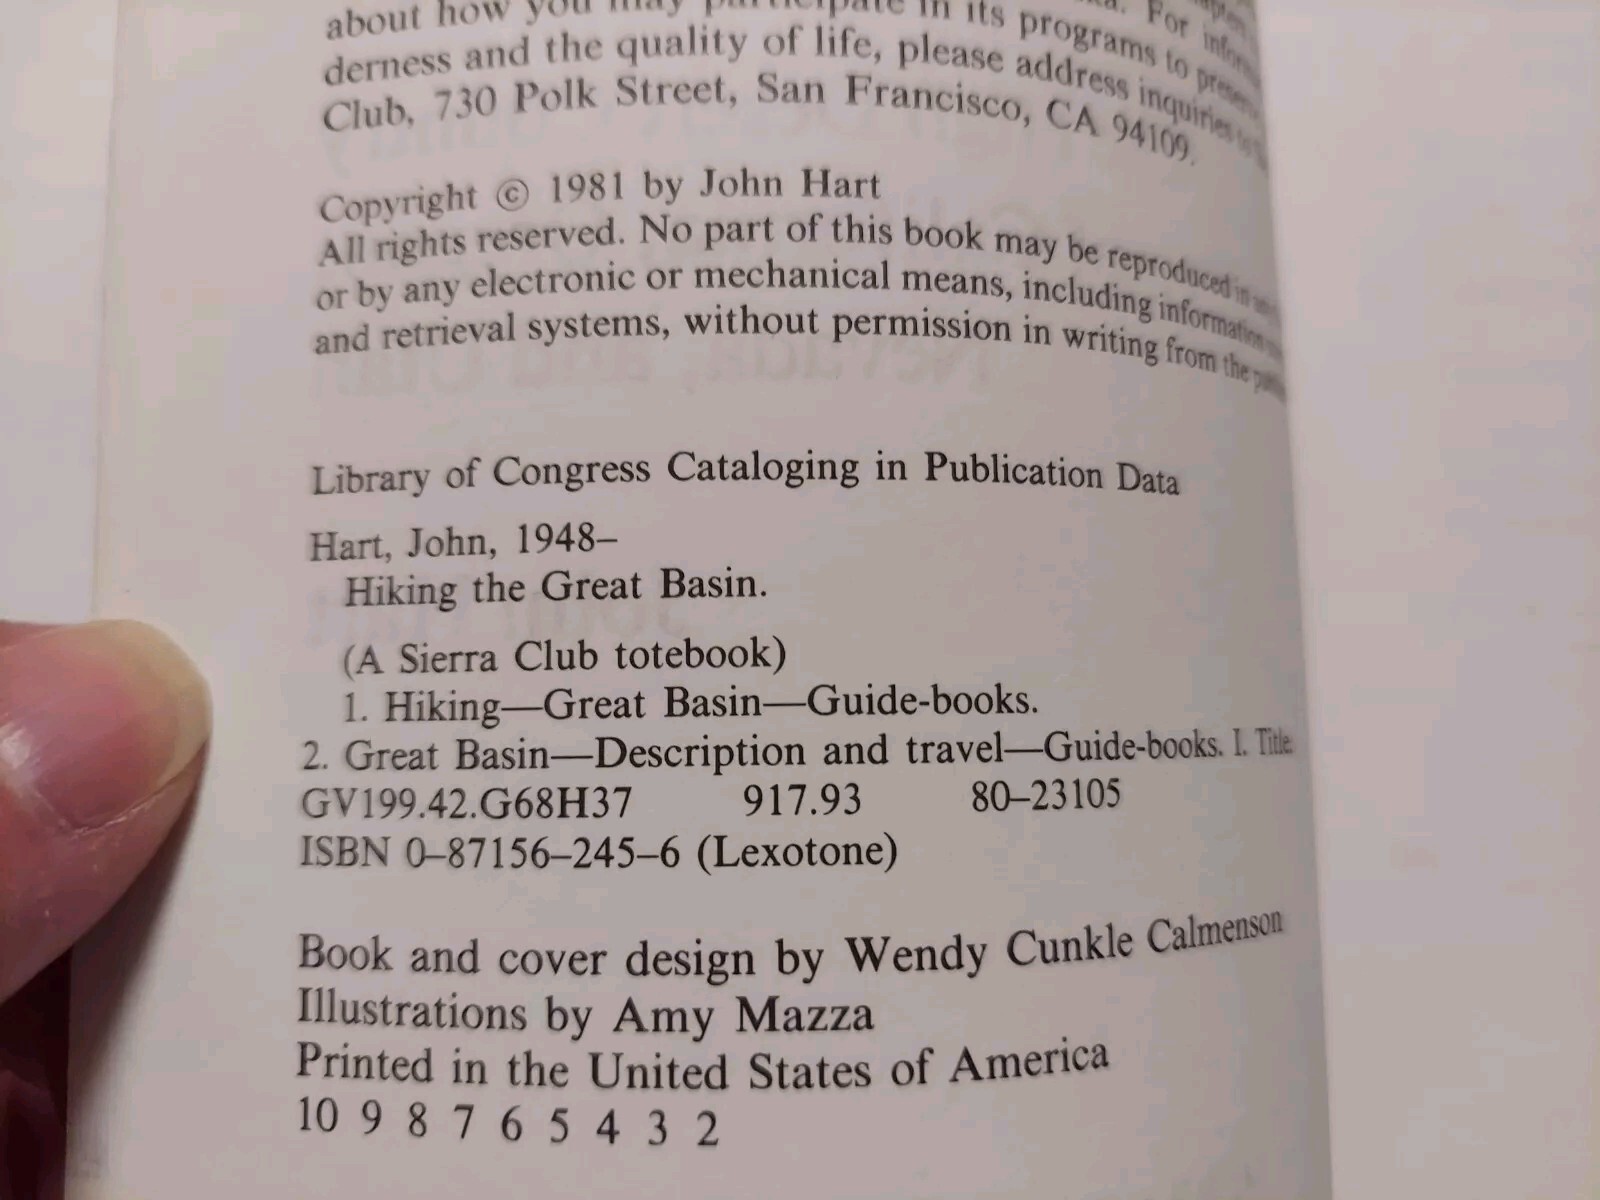 about how you may participate in its programs to preserve
derness and the quality of life, please address inquiries to
Club, 730 Polk Street, San Francisco, CA 94109.
Copyright © 1981 by John Hart
All rights reserved. No part of this book may be reproduced in
or by any electronic or mechanical means, including information
and retrieval systems, without permission in writing from the
Library of Congress Cataloging in Publication Data
Hart, John, 1948–
Hiking the Great Basin.
(A Sierra Club totebook)
1. Hiking—Great Basin—Guide-books.
2. Great Basin—Description and travel—Guide-books. I. Title
GV199.42.G68H37 917.93 80–23105
ISBN 0–87156–245–6 (Lexotone)
Book and cover design by Wendy Cunkle Calmenson
Illustrations by Amy Mazza
Printed in the United States of America
10 9 8 7 6 5 4 3 2